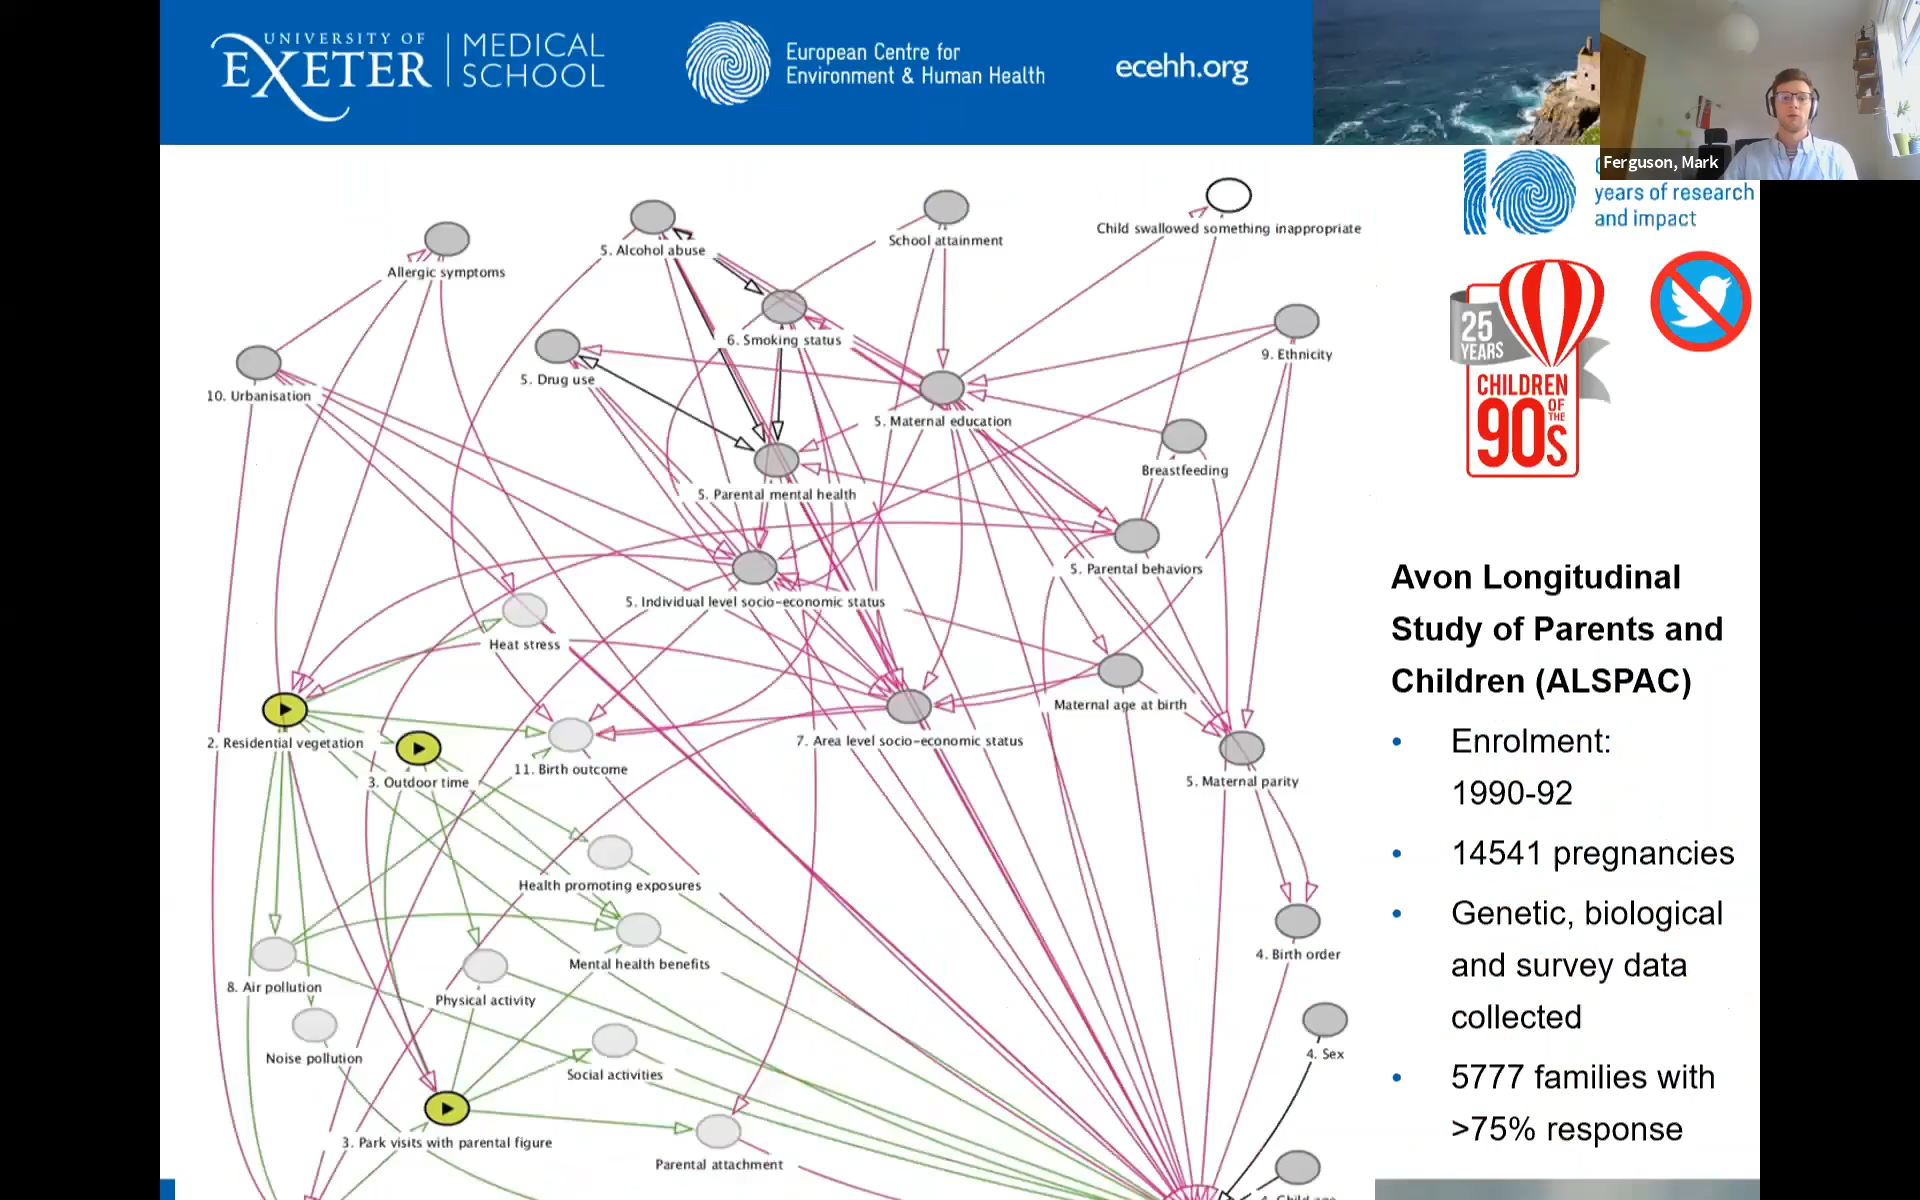 UNIVERSITY OF
EXETER
MEDICAL
SCHOOL
European Centre for
Environment & Human Health
ecehh.org
Ferguson, Mark
years of research
and impact
25
YEARS
CHILDREN
OF THE
90s
Allergic symptoms
5. Alcohol abuse
School attainment
Child swallowed something inappropriate
6. Smoking status
9. Ethnicity
5. Drug use
10. Urbanisation
5. Maternal education
Breastfeeding
5. Parental mental health
5. Parental behaviors
5. Individual level socio-economic status
Heat stress
Maternal age at birth
2. Residential vegetation
3. Outdoor time
11. Birth outcome
7. Area level socio-economic status
5. Maternal parity
Health promoting exposures
Mental health benefits
4. Birth order
8. Air pollution
Physical activity
Noise pollution
4. Sex
Social activities
3. Park visits with parental figure
Parental attachment
Avon Longitudinal
Study of Parents and
Children (ALSPAC)
• Enrolment:
1990-92
• 14541 pregnancies
• Genetic, biological
and survey data
collected
• 5777 families with
>75% response